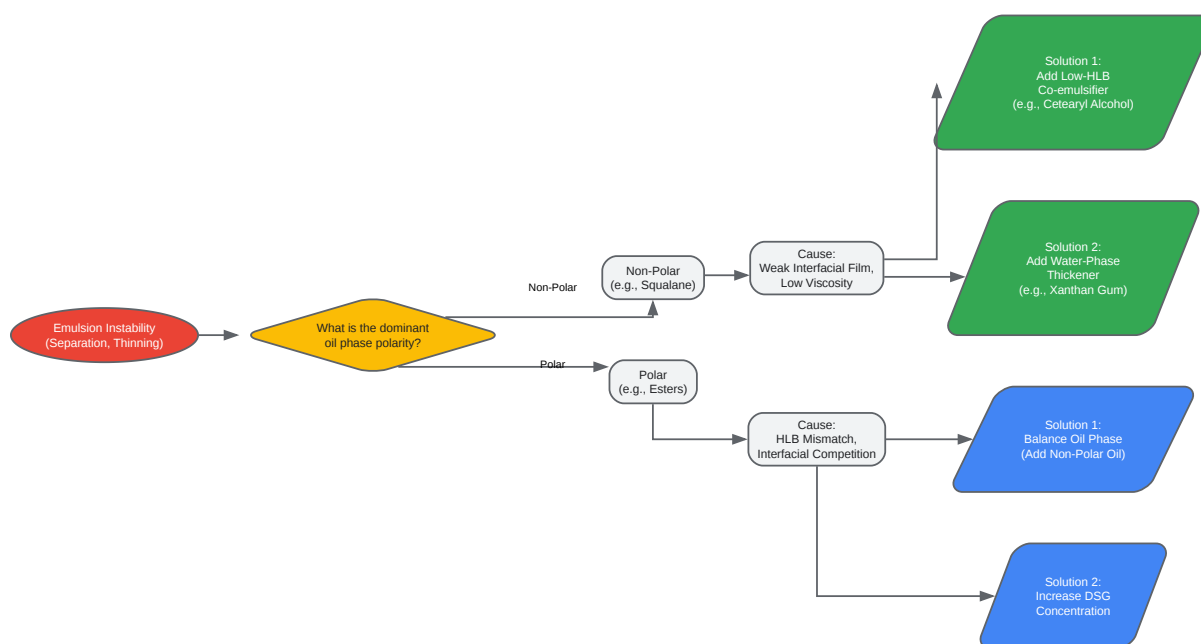 Emulsion Instability
(Separation, Thinning)
What is the dominant
oil phase polarity?
Non-Polar
Non-Polar
(e.g., Squalane)
Cause:
Weak Interfacial Film,
Low Viscosity
Solution 1:
Add Low-HLB
Co-emulsifier
(e.g., Cetearyl Alcohol)
Solution 2:
Add Water-Phase
Thickener
(e.g., Xanthan Gum)
Polar
Polar
(e.g., Esters)
Cause:
HLB Mismatch,
Interfacial Competition
Solution 1:
Balance Oil Phase
(Add Non-Polar Oil)
Solution 2:
Increase DSG
Concentration